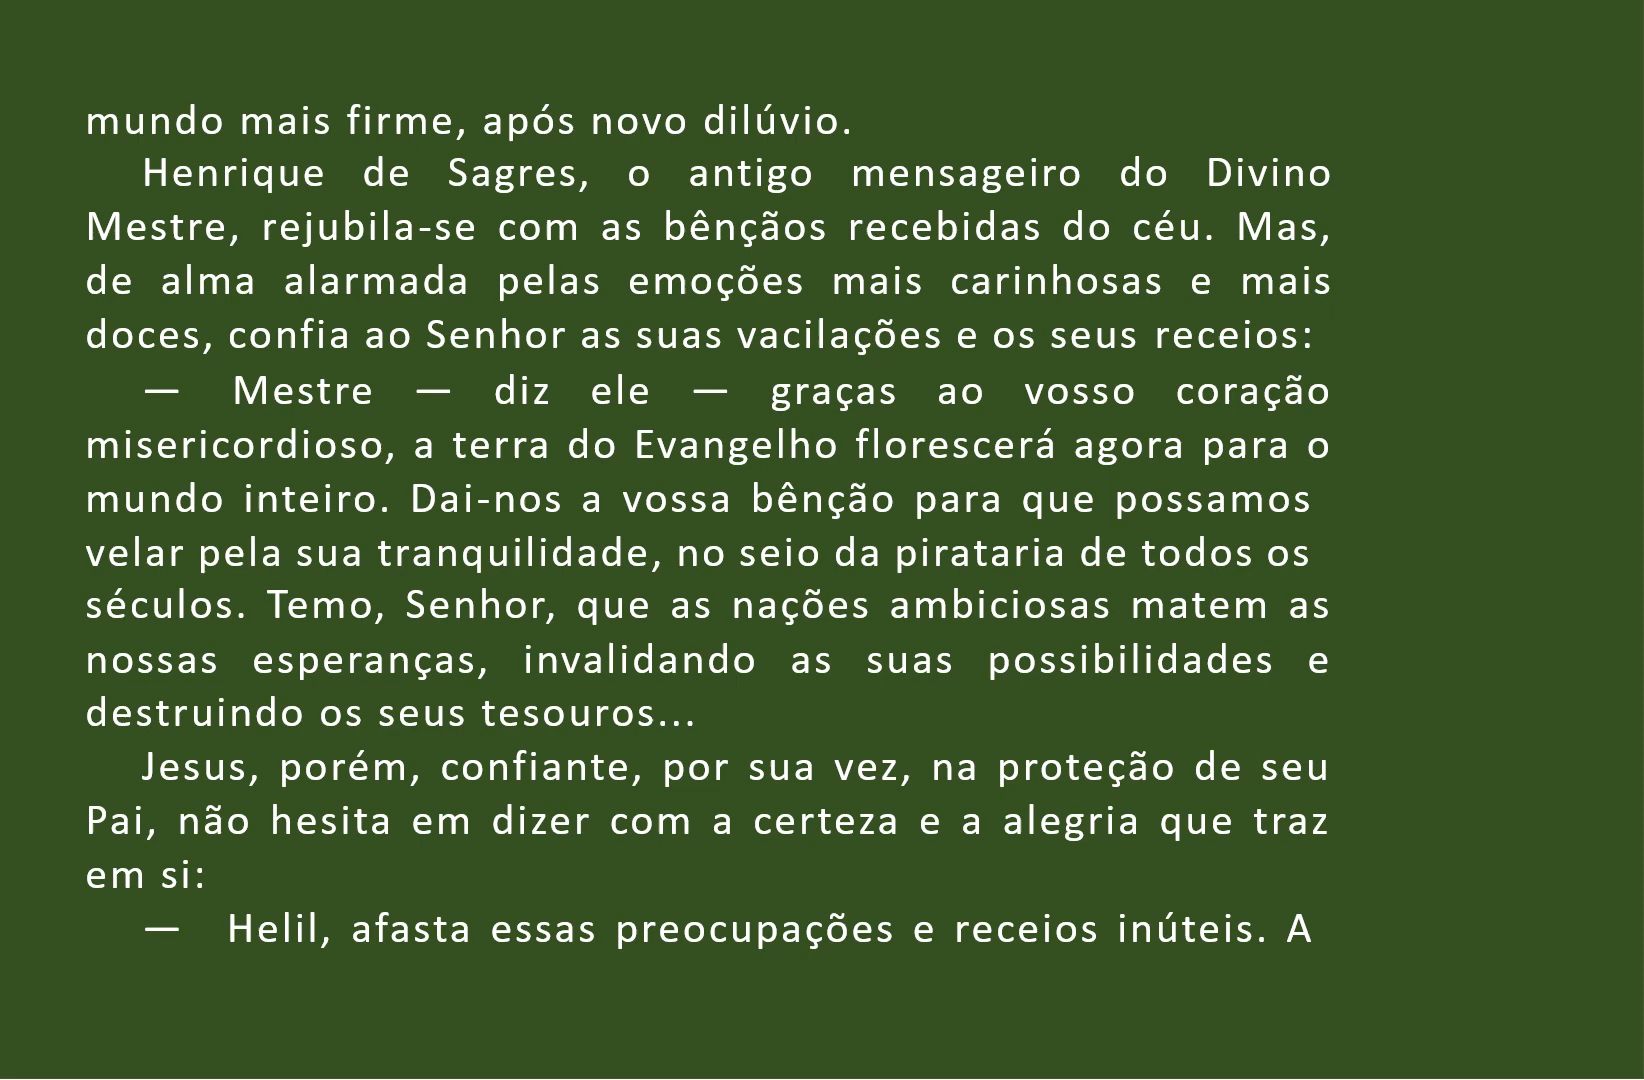 mundo mais firme, após novo dilúvio.
Henrique de Sagres, o antigo mensageiro do Divino
Mestre, rejubila-se com as bênçãos recebidas do céu. Mas,
de alma alarmada pelas emoções mais carinhosas e mais
doces, confia ao Senhor as suas vacilações e os seus receios:
— Mestre — diz ele — graças ao vosso coração
misericordioso, a terra do Evangelho florescerá agora para o
mundo inteiro. Dai-nos a vossa bênção para que possamos
velar pela sua tranquilidade, no seio da pirataria de todos os
séculos. Temo, Senhor, que as nações ambiciosas matem as
nossas esperanças, invalidando as suas possibilidades e
destruindo os seus tesouros...
Jesus, porém, confiante, por sua vez, na proteção de seu
Pai, não hesita em dizer com a certeza e a alegria que traz
em si:
— Helil, afasta essas preocupações e receios inúteis. A